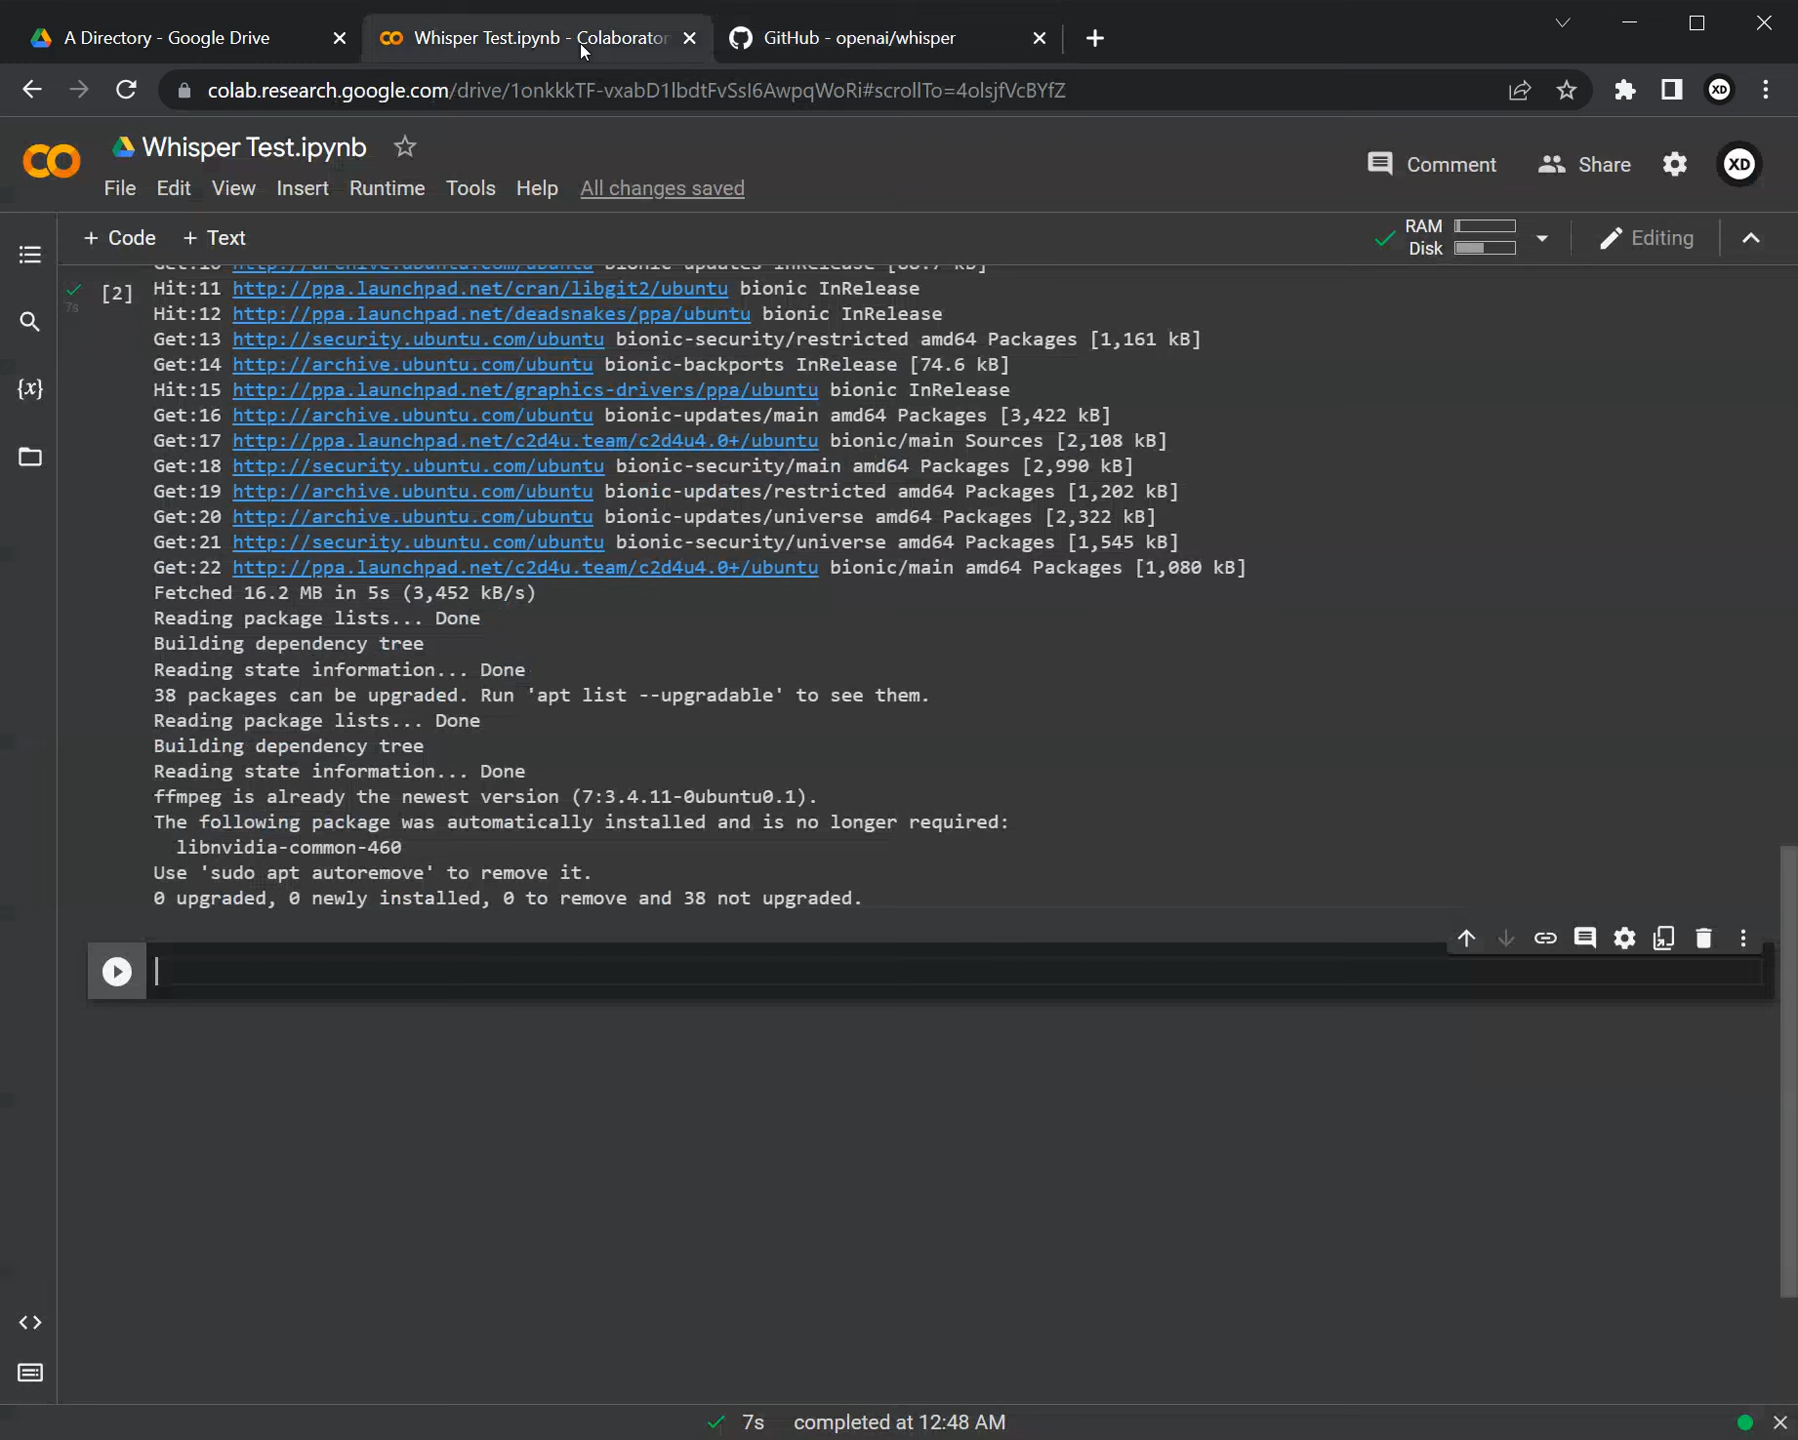 A Directory - Google Drive
Whisper Test.ipynb - Colaborator
GitHub - openai/whisper
colab.research.google.com/drive/1onkkkTF-vxabD1lbdtFvSsI6AwpqWoRi#scrollTo=4olsjfVcBYfZ
XD
Whisper Test.ipynb
Comment
Share
XD
File Edit View Insert Runtime Tools Help All changes saved
+ Code + Text
RAM
Disk
Editing
Get:10 http://archive.ubuntu.com/ubuntu bionic-updates InRelease [88.7 kB]
[2]
7s
Hit:11 http://ppa.launchpad.net/cran/libgit2/ubuntu bionic InRelease
Hit:12 http://ppa.launchpad.net/deadsnakes/ppa/ubuntu bionic InRelease
Get:13 http://security.ubuntu.com/ubuntu bionic-security/restricted amd64 Packages [1,161 kB]
Get:14 http://archive.ubuntu.com/ubuntu bionic-backports InRelease [74.6 kB]
Hit:15 http://ppa.launchpad.net/graphics-drivers/ppa/ubuntu bionic InRelease
Get:16 http://archive.ubuntu.com/ubuntu bionic-updates/main amd64 Packages [3,422 kB]
Get:17 http://ppa.launchpad.net/c2d4u.team/c2d4u4.0+/ubuntu bionic/main Sources [2,108 kB]
Get:18 http://security.ubuntu.com/ubuntu bionic-security/main amd64 Packages [2,990 kB]
Get:19 http://archive.ubuntu.com/ubuntu bionic-updates/restricted amd64 Packages [1,202 kB]
Get:20 http://archive.ubuntu.com/ubuntu bionic-updates/universe amd64 Packages [2,322 kB]
Get:21 http://security.ubuntu.com/ubuntu bionic-security/universe amd64 Packages [1,545 kB]
Get:22 http://ppa.launchpad.net/c2d4u.team/c2d4u4.0+/ubuntu bionic/main amd64 Packages [1,080 kB]
Fetched 16.2 MB in 5s (3,452 kB/s)
Reading package lists... Done
Building dependency tree
Reading state information... Done
38 packages can be upgraded. Run 'apt list --upgradable' to see them.
Reading package lists... Done
Building dependency tree
Reading state information... Done
ffmpeg is already the newest version (7:3.4.11-0ubuntu0.1).
The following package was automatically installed and is no longer required:
libnvidia-common-460
Use 'sudo apt autoremove' to remove it.
0 upgraded, 0 newly installed, 0 to remove and 38 not upgraded.
7s completed at 12:48 AM